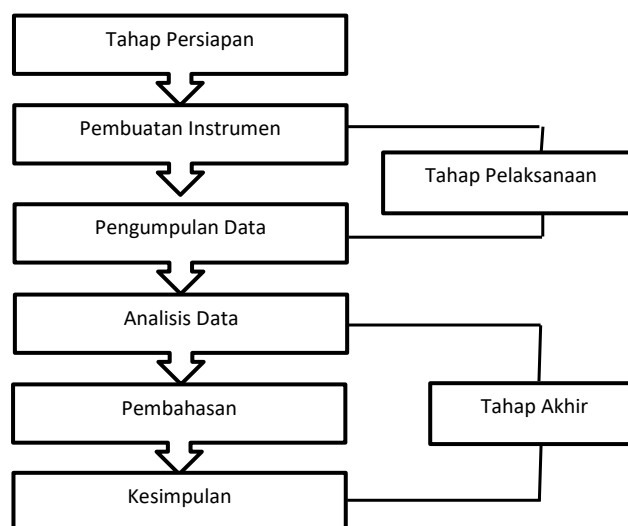 Tahap Persiapan
Pembuatan Instrumen
Tahap Pelaksanaan
Pengumpulan Data
Analisis Data
Pembahasan
Tahap Akhir
Kesimpulan